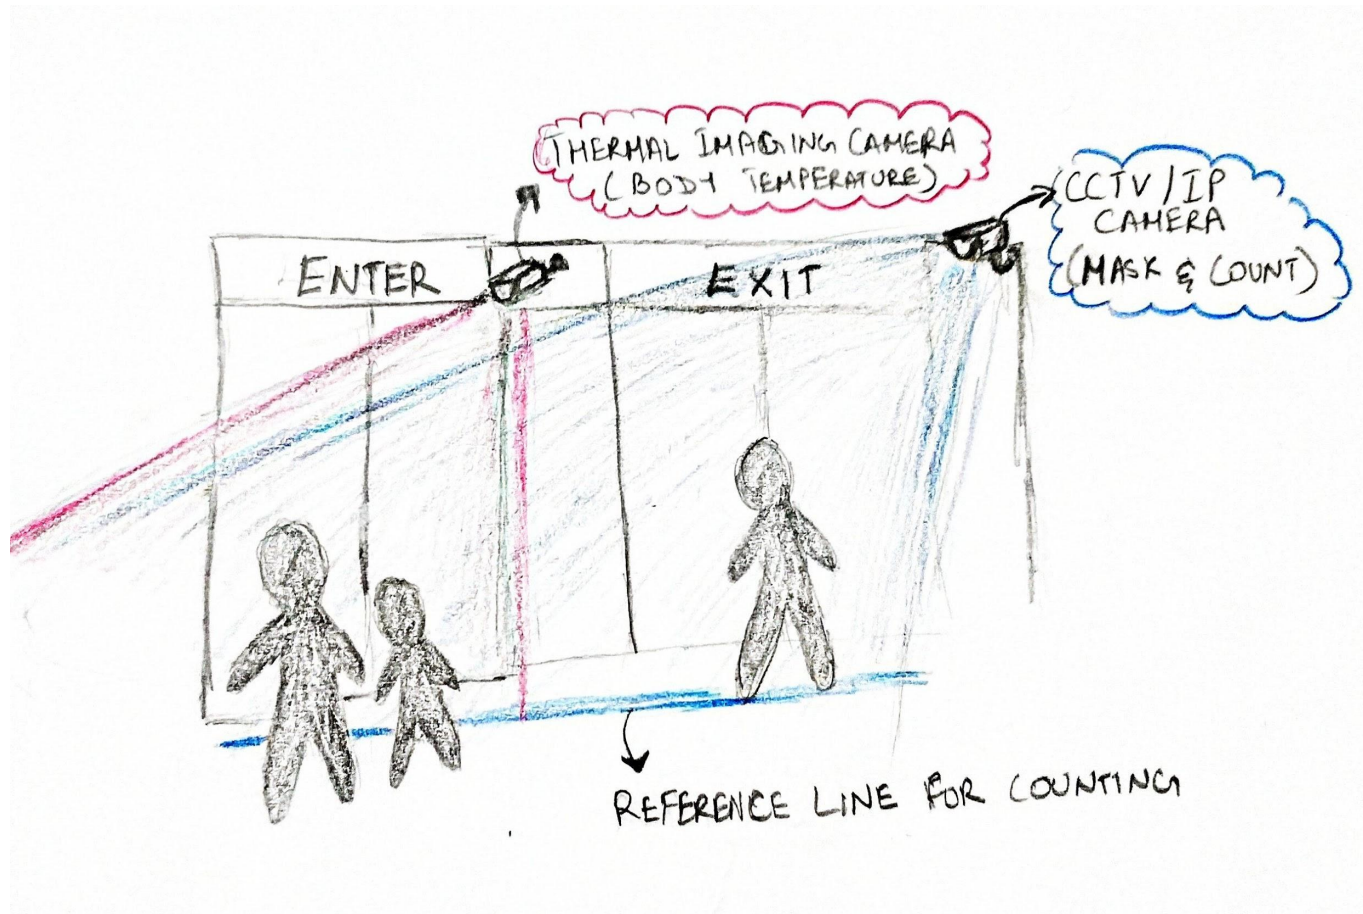 THERMAL IMAGING CAMERA
(BODY TEMPERATURE)
CCTV/IP
CAMERA
(MASK & COUNT)
ENTER
EXIT
REFERENCE LINE FOR COUNTING